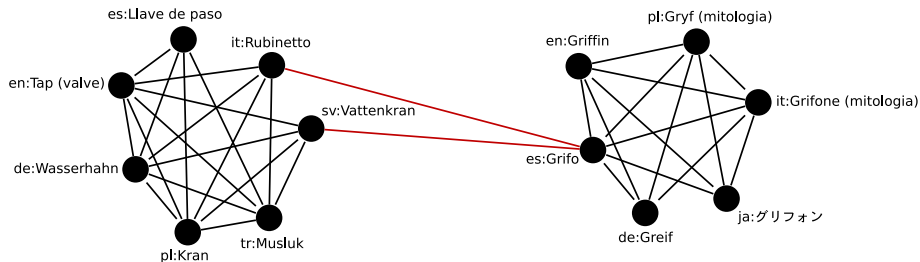 es:Llave de paso
pl:Gryf (mitologia)
it:Rubinetto
en:Griffin
en:Tap (valve)
it:Grifone (mitologia)
sv:Vattenkran
es:Grifo
de:Wasserhahn
ja:グリフォン
de:Greif
tr:Musluk
pl:Kran